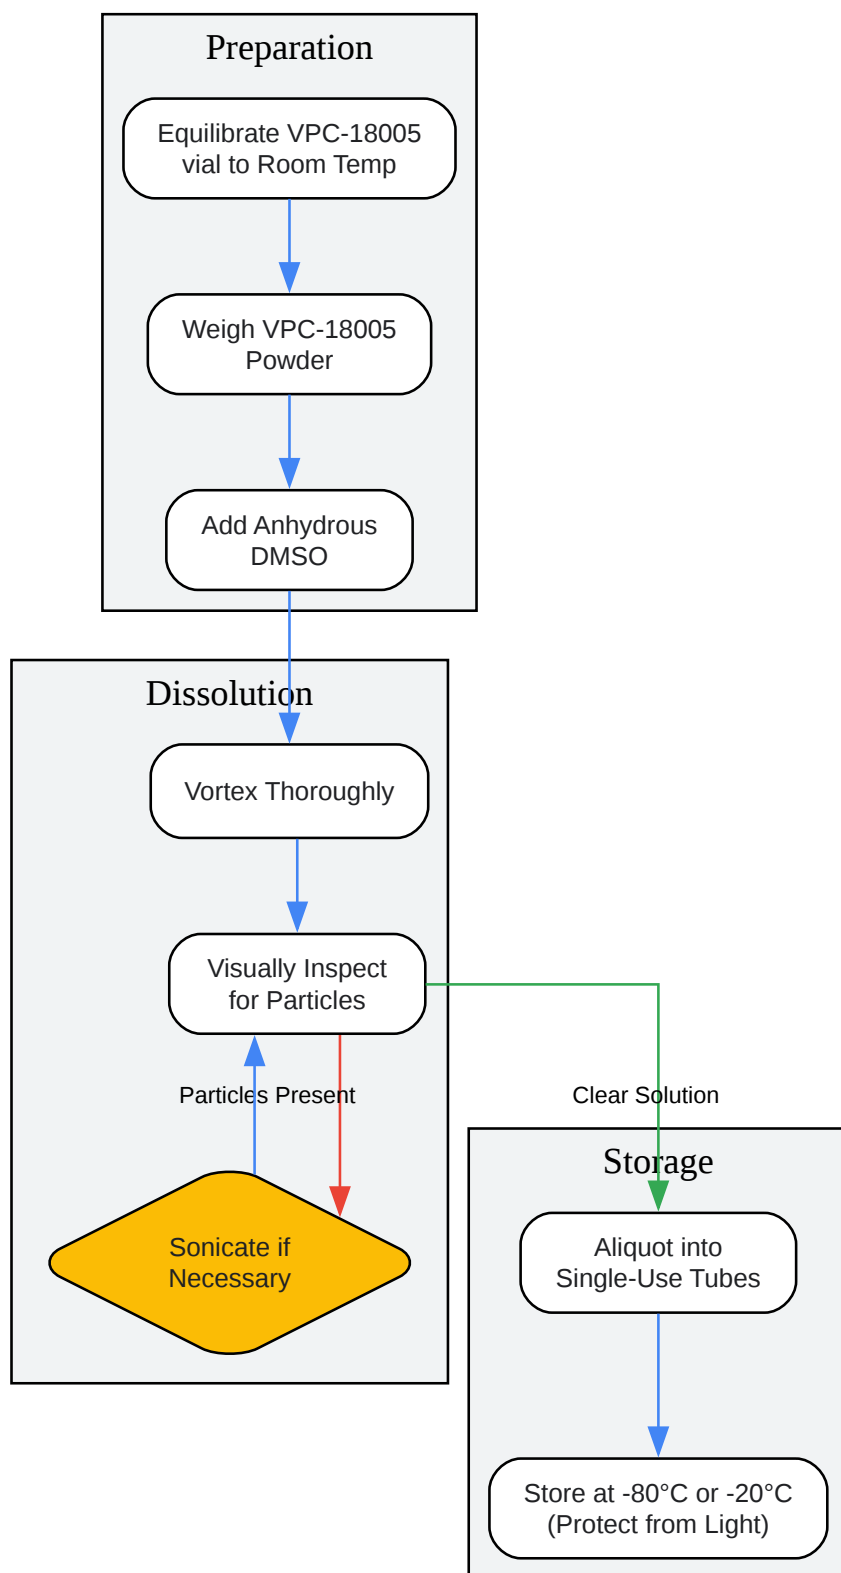 Preparation
Equilibrate VPC-18005
vial to Room Temp
Weigh VPC-18005
Powder
Add Anhydrous
DMSO
Dissolution
Vortex Thoroughly
Visually Inspect
for Particles
Particles Present
Clear Solution
Sonicate if
Necessary
Storage
Aliquot into
Single-Use Tubes
Store at -80°C or -20°C
(Protect from Light)